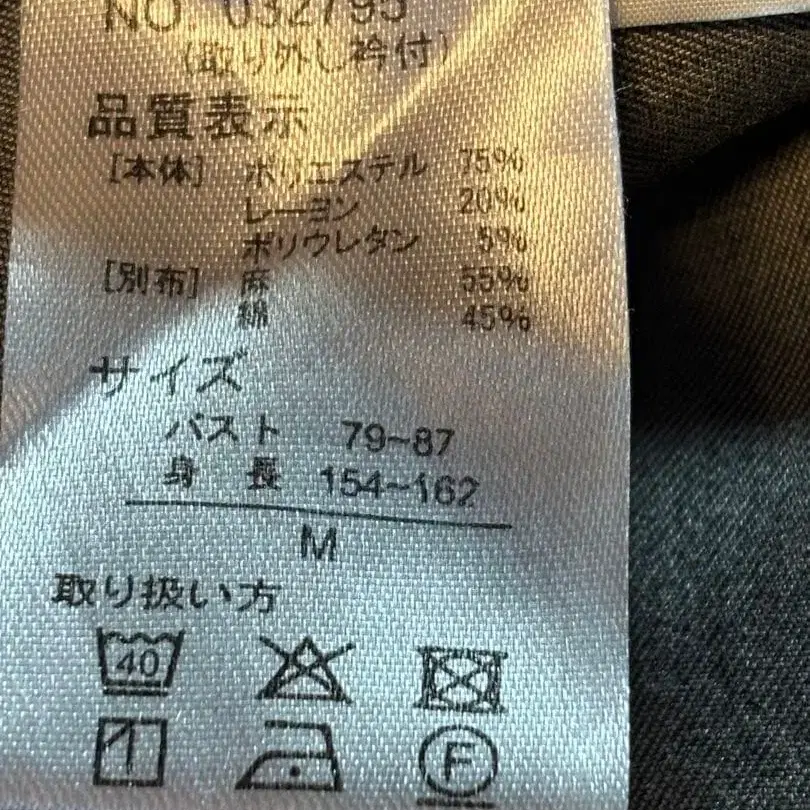 NO. 032795
(取り外し衿付)
品質表示
[本体] ポリエステル 75%
レーヨン 20%
ポリウレタン 5%
[別布] 麻 55%
綿 45%
サイズ
バスト 79~87
身長 154~162
M
取り扱い方
40
F